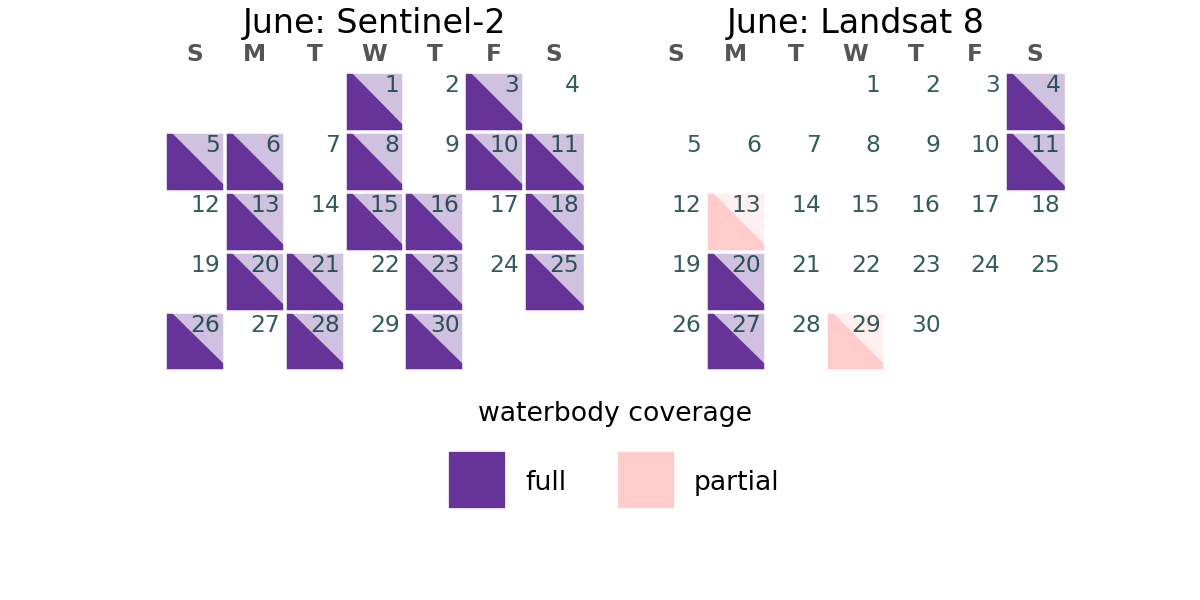 June: Sentinel-2
S M T W T F S
1 2 3 4
5 6 7 8 9 10 11
12 13 14 15 16 17 18
19 20 21 22 23 24 25
26 27 28 29 30
June: Landsat 8
S M T W T F S
1 2 3 4
5 6 7 8 9 10 11
12 13 14 15 16 17 18
19 20 21 22 23 24 25
26 27 28 29 30
waterbody coverage
full
partial